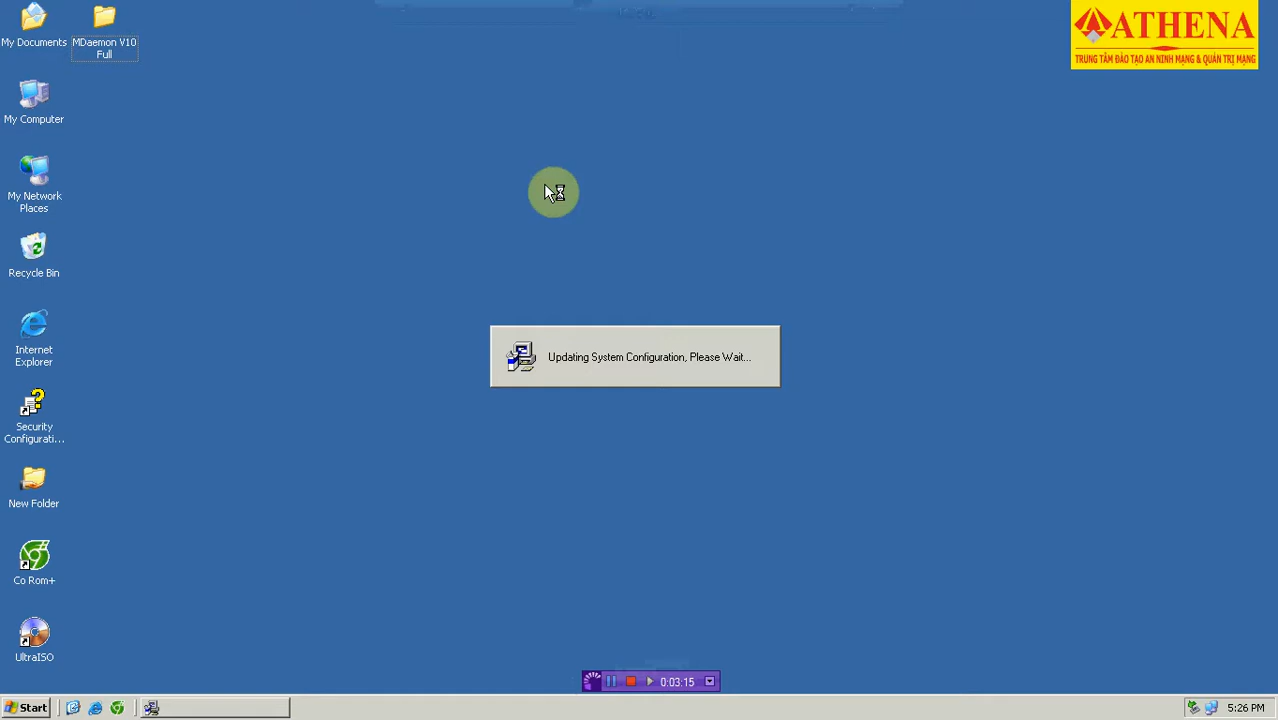 My Documents
MDaemon V10
Full
ATHENA
TRUNG TÂM ĐÀO TẠO AN NINH MẠNG & QUẢN TRỊ MẠNG
My Computer
My Network
Places
Recycle Bin
Internet
Explorer
Updating System Configuration, Please Wait...
Security
Configurati...
New Folder
Co Rom+
UltraISO
0:03:15
Start
5:26 PM